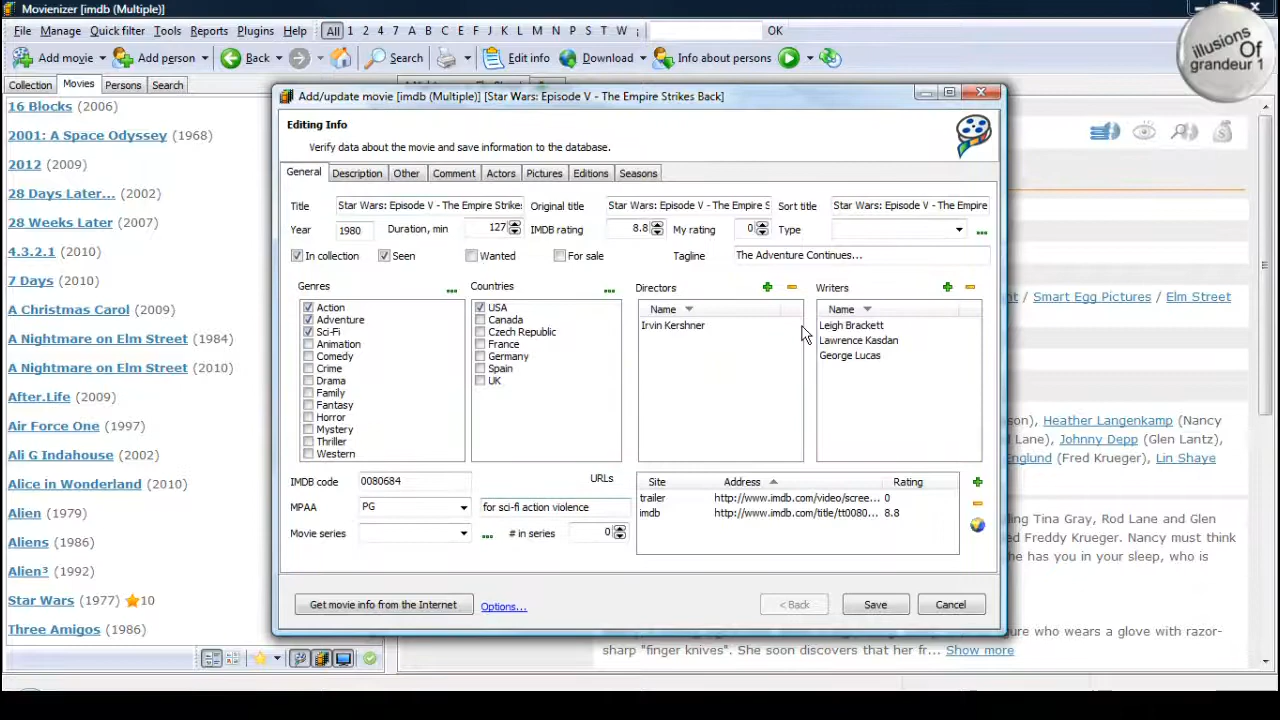 Movienizer [imdb (Multiple)]
File Manage Quick filter Tools Reports Plugins Help All 1 2 3 4 7 A B C E F G H I J K L M N P S T W ¡ OK
Add movie Add person Back Search Edit info Download Info about persons
illusions Of grandeur 1
Collection Movies Persons Search
16 Blocks (2006)
2001: A Space Odyssey (1968)
2012 (2009)
28 Days Later... (2002)
28 Weeks Later (2007)
4.3.2.1 (2010)
7 Days (2010)
A Christmas Carol (2009)
A Nightmare on Elm Street (1984)
A Nightmare on Elm Street (2010)
After.Life (2009)
Air Force One (1997)
Ali G Indahouse (2002)
Alice in Wonderland (2010)
Alien (1979)
Aliens (1986)
Alien³ (1992)
Star Wars (1977) 10
Three Amigos (1986)
Add/update movie [imdb (Multiple)] [Star Wars: Episode V - The Empire Strikes Back]
Editing Info
Verify data about the movie and save information to the database.
General Description Other Comment Actors Pictures Editions Seasons
Title Star Wars: Episode V - The Empire Strike: Original title Star Wars: Episode V - The Empire S Sort title Star Wars: Episode V - The Empire
Year 1980 Duration, min 127 IMDB rating 8.8 My rating 0 Type
In collection Seen Wanted For sale Tagline The Adventure Continues...
Genres Countries Directors Writers
Action
Adventure
Sci-Fi
Animation
Comedy
Crime
Drama
Family
Fantasy
Horror
Mystery
Thriller
Western
USA
Canada
Czech Republic
France
Germany
Spain
UK
Name
Irvin Kershner
Name
Leigh Brackett
Lawrence Kasdan
George Lucas
IMDB code 0080684 URLs
MPAA PG for sci-fi action violence
Movie series # in series 0
Site Address Rating
trailer http://www.imdb.com/video/scree... 0
imdb http://www.imdb.com/title/tt0080... 8.8
Get movie info from the Internet Options... < Back Save Cancel
Smart Egg Pictures / Elm Street
Heather Langenkamp (Nancy
Lane), Johnny Depp (Glen Lantz),
Englund (Fred Krueger), Lin Shaye
ing Tina Gray, Rod Lane and Glen
ed Freddy Krueger. Nancy must think
he has you in your sleep, who is
ure who wears a glove with razor-
sharp "finger knives". She soon discovers that her fr... Show more